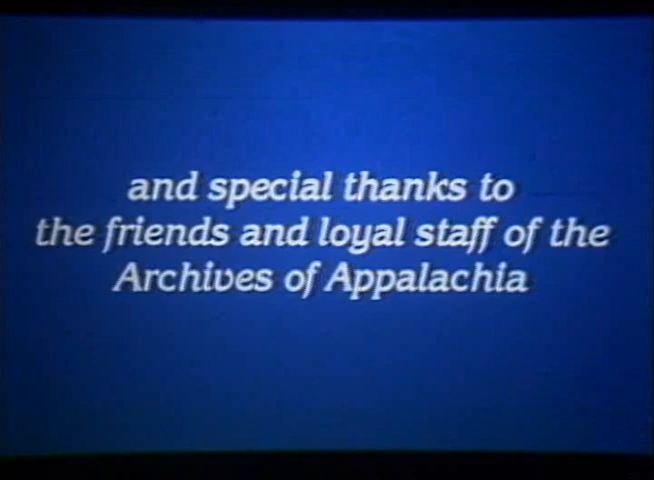 and special thanks to
the friends and loyal staff of the
Archives of Appalachia